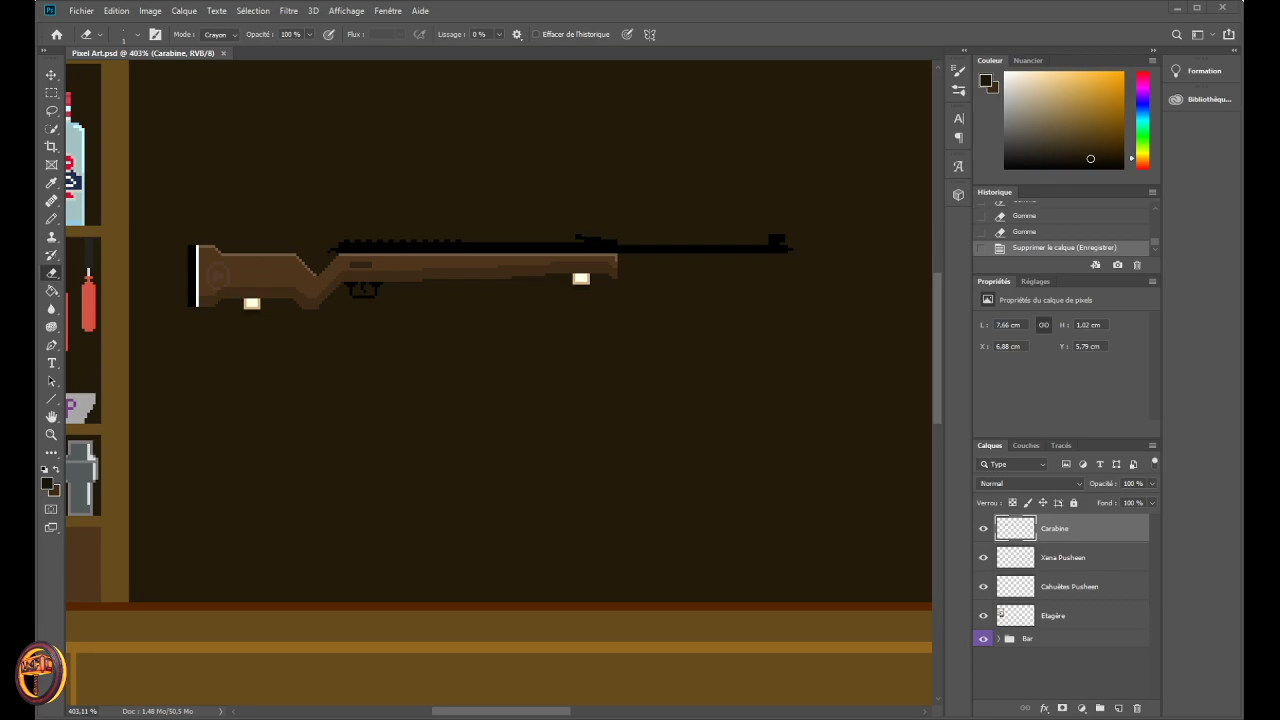 Ps Fichier Edition Image Calque Texte Sélection Filtre 3D Affichage Fenêtre Aide
1 Mode : Crayon Opacité : 100 % Flux : Lissage : 0 % Effacer de l'historique
Pixel Art.psd @ 403% (Carabine, RVB/8) ×
Couleur Nuancier
Formation
Bibliothèqu...
Historique
Gomme
Gomme
Supprimer le calque (Enregistrer)
Propriétés Réglages
Propriétés du calque de pixels
L : 7,66 cm H : 1,02 cm
X : 6,88 cm Y : 5,79 cm
Calques Couches Tracés
Type
Normal Opacité : 100 %
Verrou : Fond : 100 %
Carabine
Xena Pusheen
Cahuètes Pusheen
Etagère
Bar
403,11 % Doc : 1,48 Mo/50,5 Mo